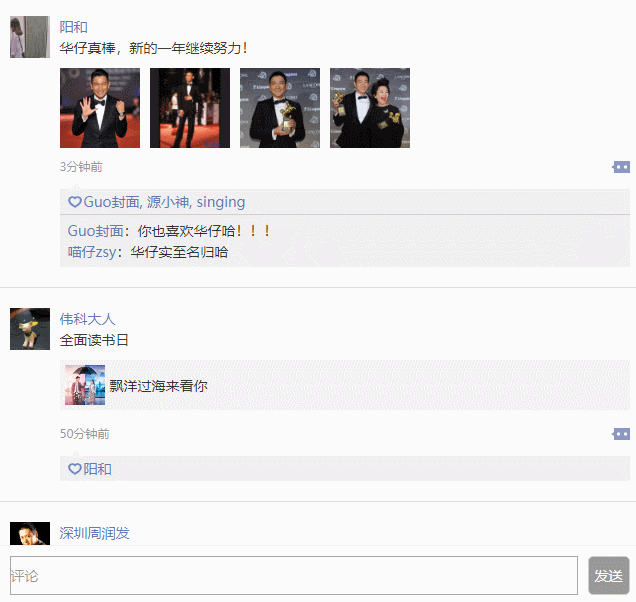 阳和
华仔真棒，新的一年继续努力！
3分钟前
Guo封面, 源小神, singing
Guo封面：你也喜欢华仔哈！！！
喵仔zsy：华仔实至名归哈
伟科大人
全面读书日
飘洋过海来看你
50分钟前
阳和
深圳周润发
评论
发送